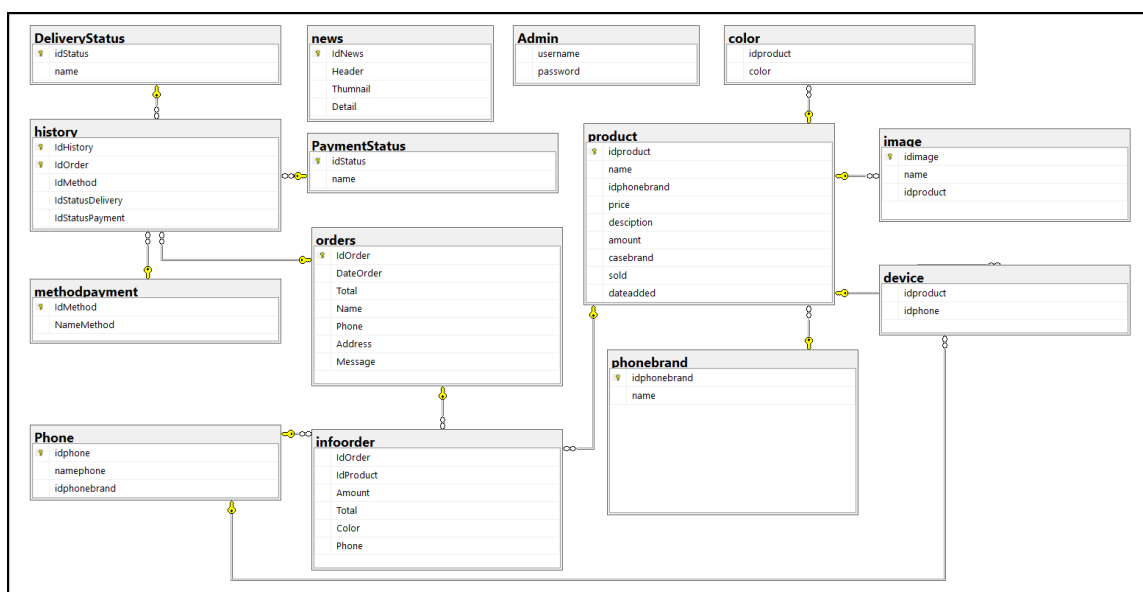 DeliveryStatus
idStatus
name
news
IdNews
Header
Thumnail
Detail
Admin
username
password
color
idproduct
color
history
IdHistory
IdOrder
IdMethod
IdStatusDelivery
IdStatusPayment
PaymentStatus
idStatus
name
product
idproduct
name
idphonebrand
price
desciption
amount
casebrand
sold
dateadded
image
idimage
name
idproduct
orders
IdOrder
DateOrder
Total
Name
Phone
Address
Message
methodpayment
IdMethod
NameMethod
device
idproduct
idphone
phonebrand
idphonebrand
name
Phone
idphone
namephone
idphonebrand
infoorder
IdOrder
IdProduct
Amount
Total
Color
Phone